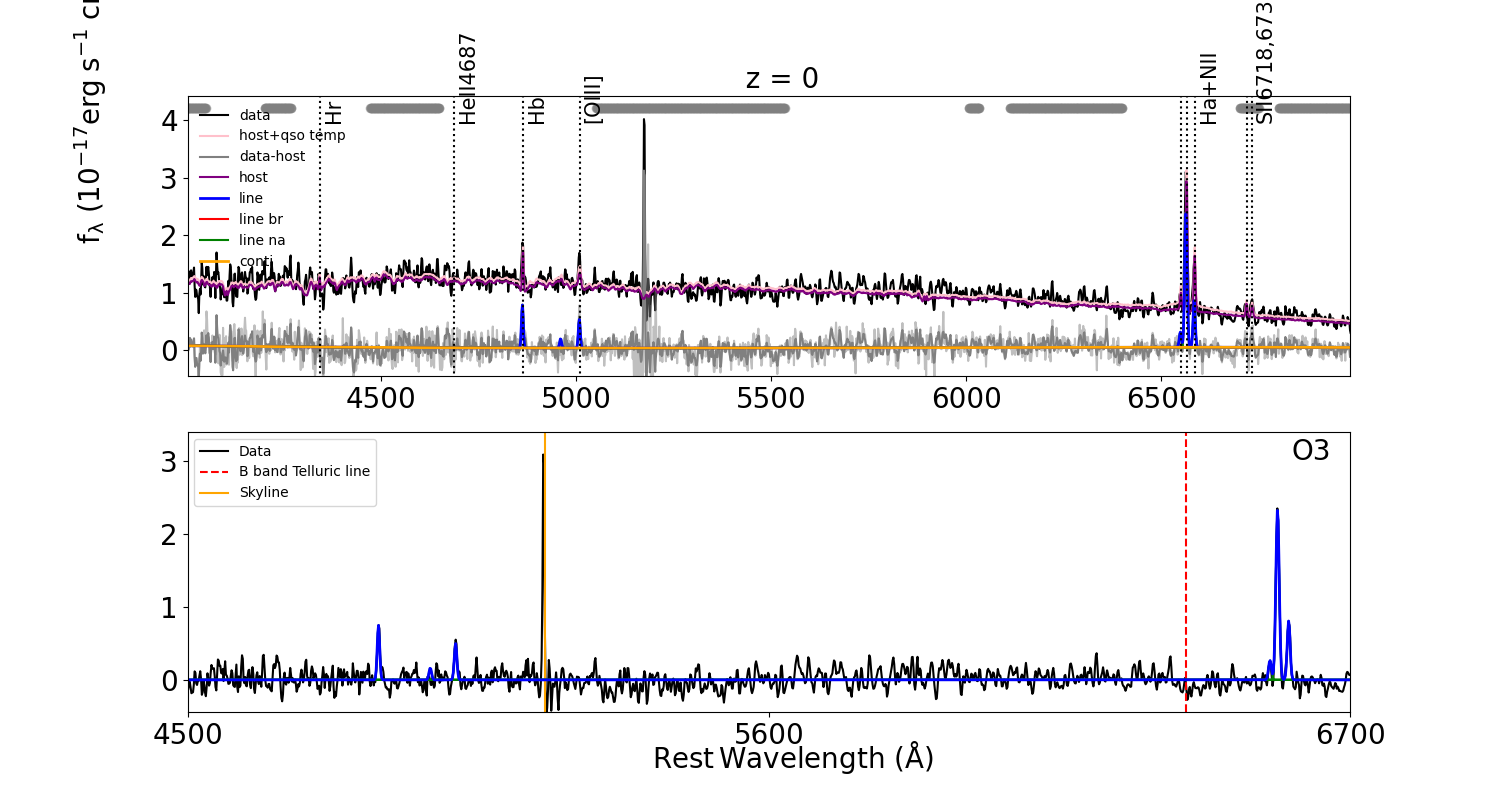 z = 0
f_λ (10^{-17} erg s^{-1} c
Hr
HeII4687
Hb
[OIII]
Ha+NII
SII6718,673
data
host+qso temp
data-host
host
line
line br
line na
conti
4
3
2
1
0
4500 5000 5500 6000 6500
O3
Data
B band Telluric line
Skyline
3
2
1
0
4500 5600 6700
Rest Wavelength (Å)